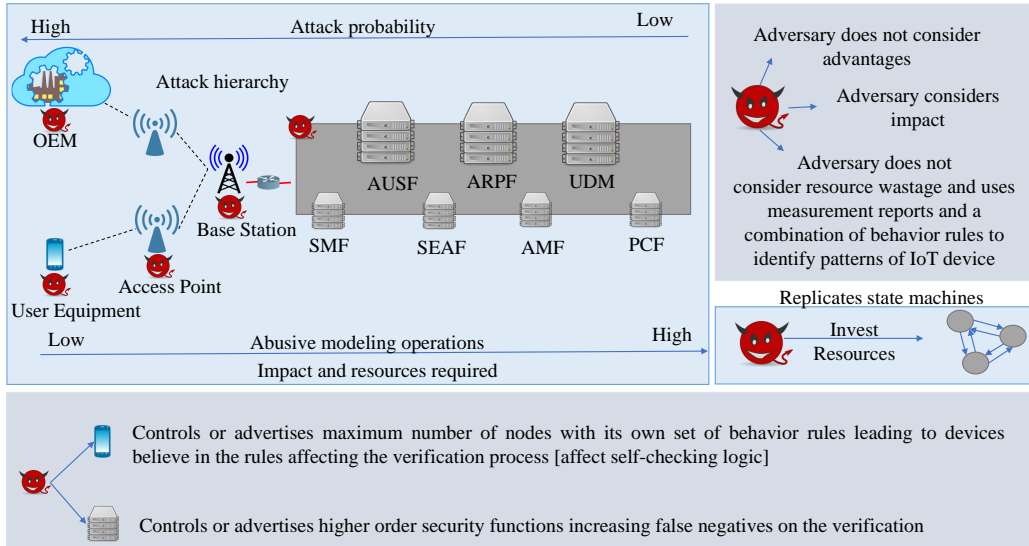 High
Attack probability
Low
Attack hierarchy
OEM
AUSF
ARPF
UDM
Base Station
SMF
SEAF
AMF
PCF
Access Point
User Equipment
Low
Abusive modeling operations
High
Impact and resources required
Adversary does not consider
advantages
Adversary considers
impact
Adversary does not
consider resource wastage and uses
measurement reports and a
combination of behavior rules to
identify patterns of IoT device
Replicates state machines
Invest
Resources
Controls or advertises maximum number of nodes with its own set of behavior rules leading to devices
believe in the rules affecting the verification process [affect self-checking logic]
Controls or advertises higher order security functions increasing false negatives on the verification